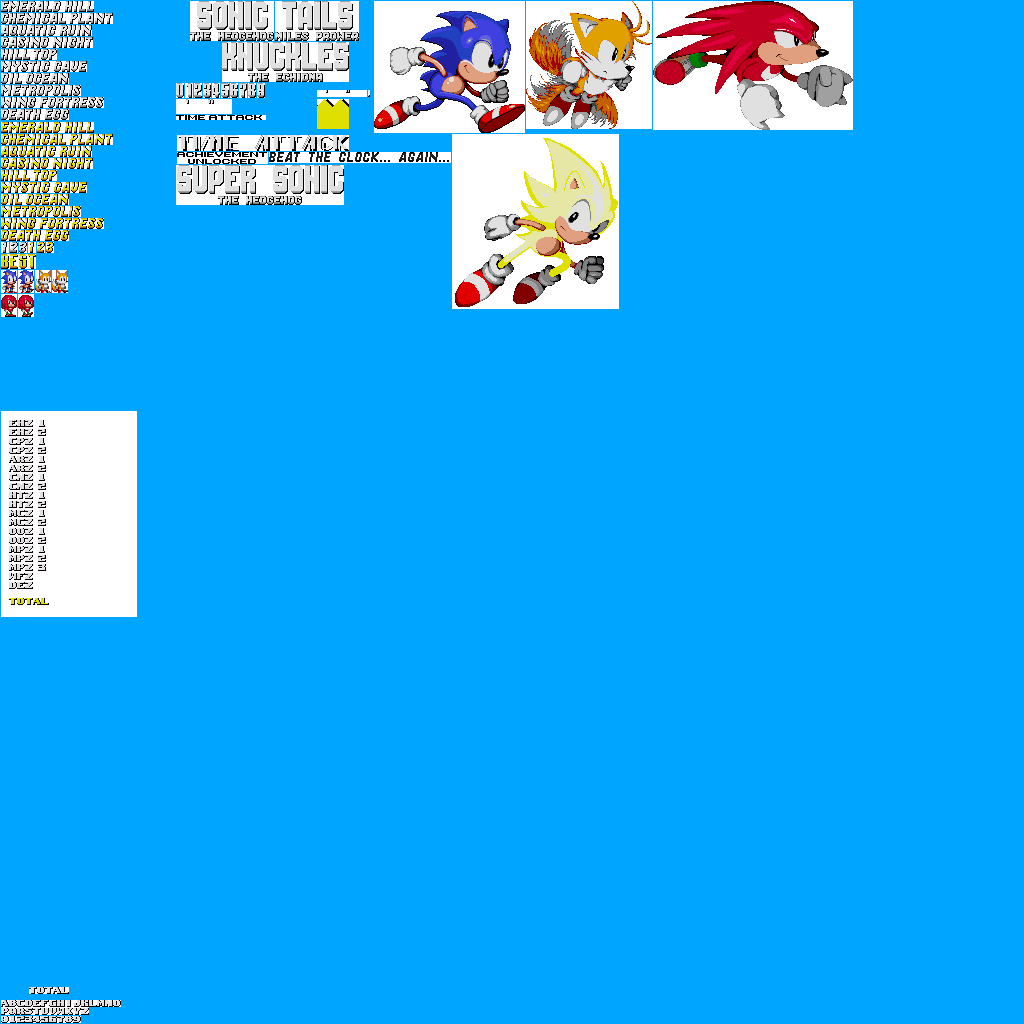 EMERALD HILL
CHEMICAL PLANT
AQUATIC RUIN
CASINO NIGHT
HILL TOP
MYSTIC CAVE
OIL OCEAN
METROPOLIS
WING FORTRESS
DEATH EGG
EMERALD HILL
CHEMICAL PLANT
AQUATIC RUIN
CASINO NIGHT
HILL TOP
MYSTIC CAVE
OIL OCEAN
METROPOLIS
WING FORTRESS
DEATH EGG
123123
BEST
SONIC TAILS
THE HEDGEHOG MILES PROWER
KNUCKLES
THE ECHIDNA
0123456789
' "
' "
TIME ATTACK
TIME ATTACK
ACHIEVEMENT
UNLOCKED
BEAT THE CLOCK... AGAIN...
SUPER SONIC
THE HEDGEHOG
EHZ 1
EHZ 2
CPZ 1
CPZ 2
ARZ 1
ARZ 2
CNZ 1
CNZ 2
HTZ 1
HTZ 2
MCZ 1
MCZ 2
OOZ 1
OOZ 2
MPZ 1
MPZ 2
MPZ 3
WFZ
DEZ
TOTAL
TOTAL